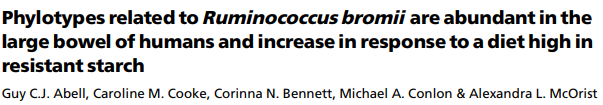 Phylotypes related to Ruminococcus bromii are abundant in the
large bowel of humans and increase in response to a diet high in
resistant starch
Guy C.J. Abell, Caroline M. Cooke, Corinna N. Bennett, Michael A. Conlon & Alexandra L. McOrist